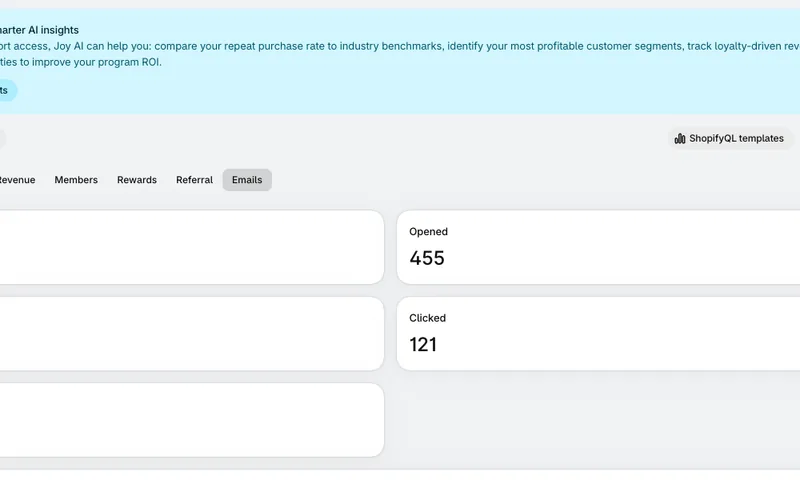 arter AI insights
ort access, Joy AI can help you: compare your repeat purchase rate to industry benchmarks, identify your most profitable customer segments, track loyalty-driven rev
ties to improve your program ROI.
ts
ShopifyQL templates
Revenue Members Rewards Referral Emails
Opened
455
Clicked
121